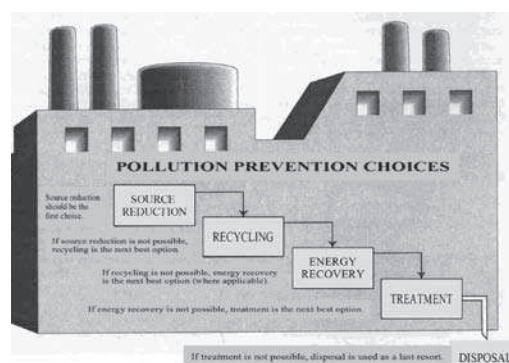 POLLUTION PREVENTION CHOICES
Source reduction
should be the
first choice.
SOURCE
REDUCTION
If source reduction is not possible,
recycling is the next best option.
RECYCLING
If recycling is not possible, energy recovery
is the next best option (where applicable).
ENERGY
RECOVERY
If energy recovery is not possible, treatment is the next best option.
TREATMENT
If treatment is not possible, disposal is used as a last resort.
DISPOSAL